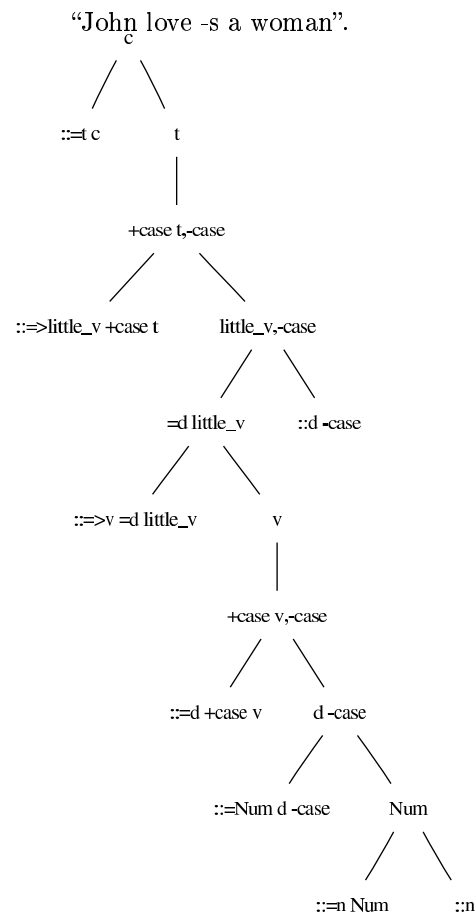 “John love -s a woman”.
c
::=t c t
+case t,-case
::=>little_v +case t little_v,-case
=d little_v ::d -case
::=>v =d little_v v
+case v,-case
::=d +case v d -case
::=Num d -case Num
::=n Num ::n